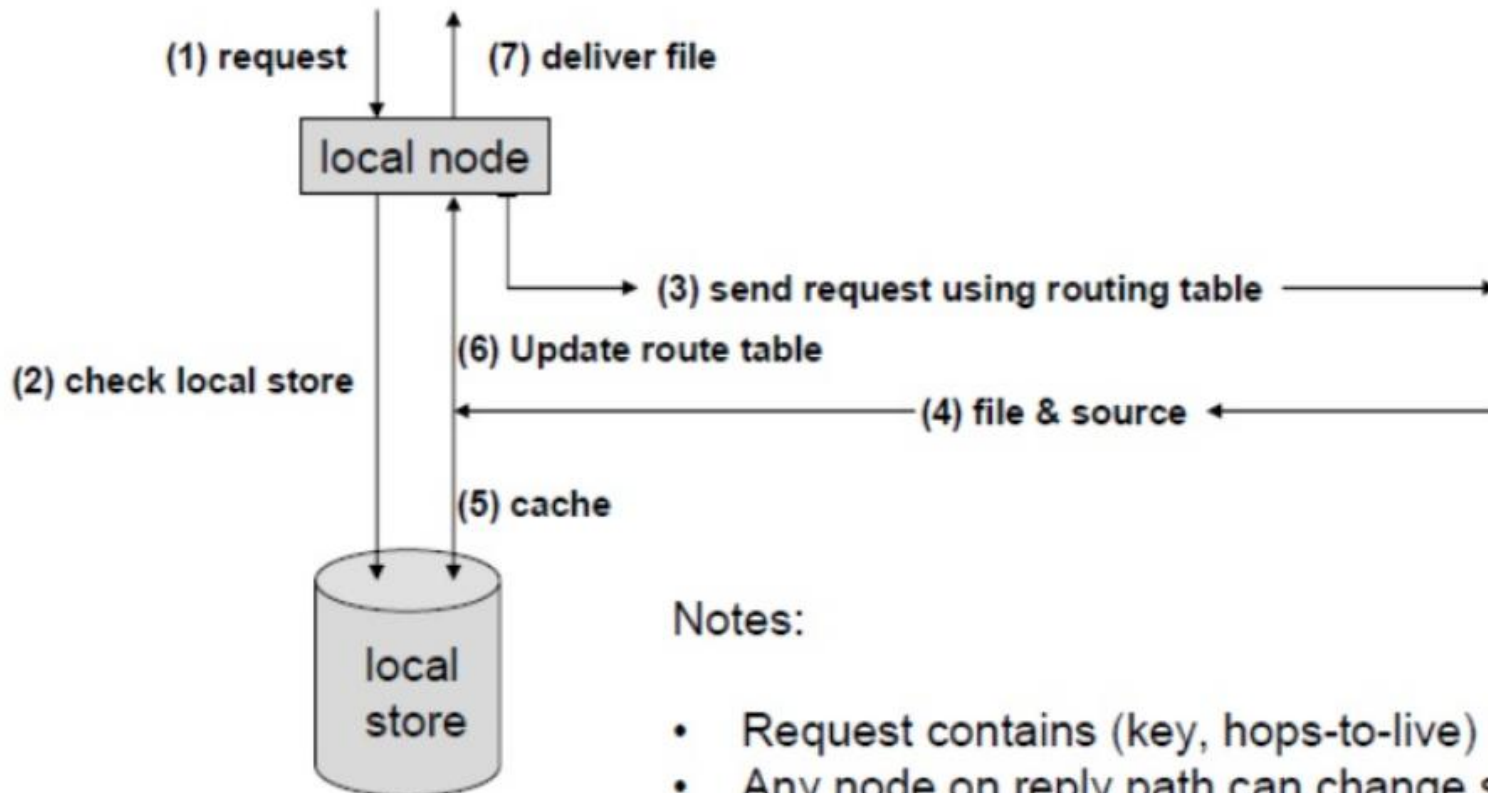 (1) request
(7) deliver file
local node
(3) send request using routing table
(6) Update route table
(2) check local store
(4) file & source
(5) cache
Notes:
local
store
• Request contains (key, hops-to-live)
• Any node on reply path can change